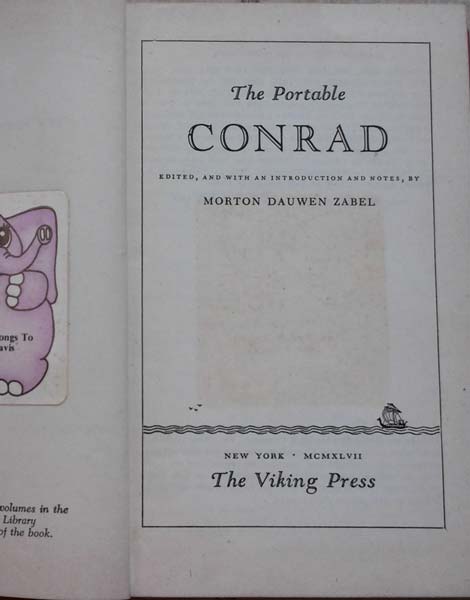 ongs To
avis
volumes in the
Library
of the book.
The Portable
CONRAD
EDITED, AND WITH AN INTRODUCTION AND NOTES, BY
MORTON DAUWEN ZABEL
NEW YORK · MCMXLVII
The Viking Press